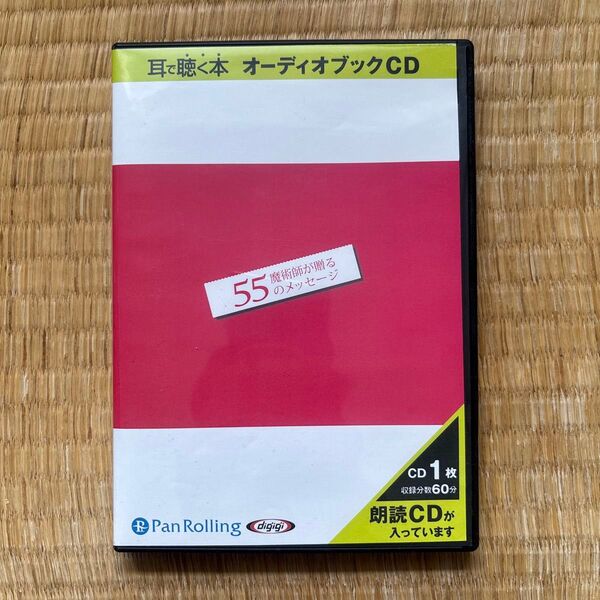 耳で聴く本 オーディオブックCD
55 魔術師が贈る
のメッセージ
CD 1枚
収録分数60分
朗読CDが
入っています
PanRolling digigi